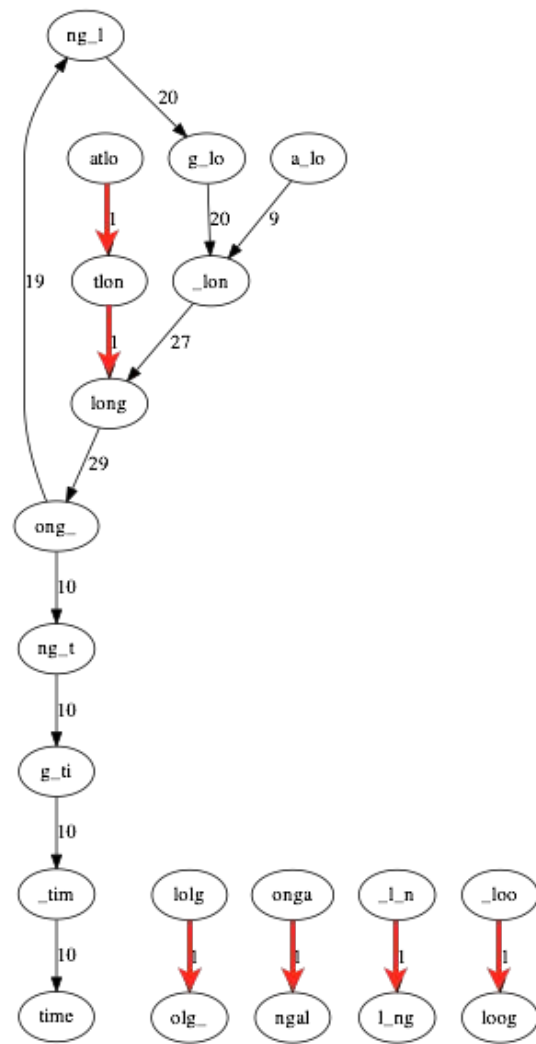 ng_l
20
atlo g_lo a_lo
1 20 9
19 tlon _lon
1 27
long
29
ong_
10
ng_t
10
g_ti
10
_tim lolg onga _l_n _loo
10 1 1 1 1
time olg_ ngal l_ng loog